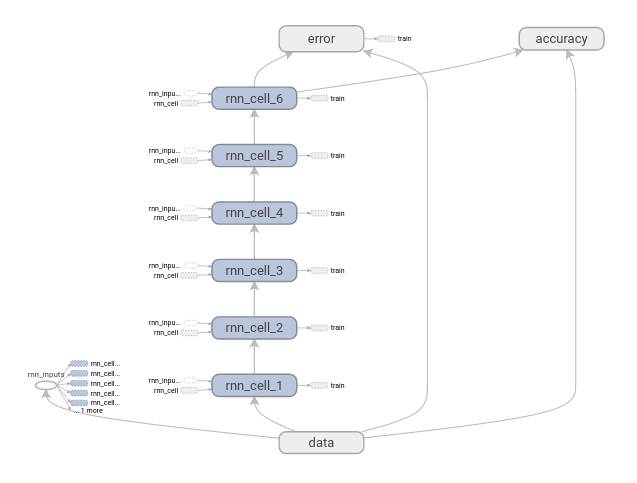 error
train
accuracy
rnn_inpu...
rnn_cell
rnn_cell_6
train
rnn_inpu...
rnn_cell
rnn_cell_5
train
rnn_inpu...
rnn_cell
rnn_cell_4
train
rnn_inpu...
rnn_cell
rnn_cell_3
train
rnn_inpu...
rnn_cell
rnn_cell_2
train
rnn_inputs
rnn_cell...
rnn_cell...
rnn_cell...
rnn_cell...
rnn_cell...
... 1 more
rnn_inpu...
rnn_cell
rnn_cell_1
train
data